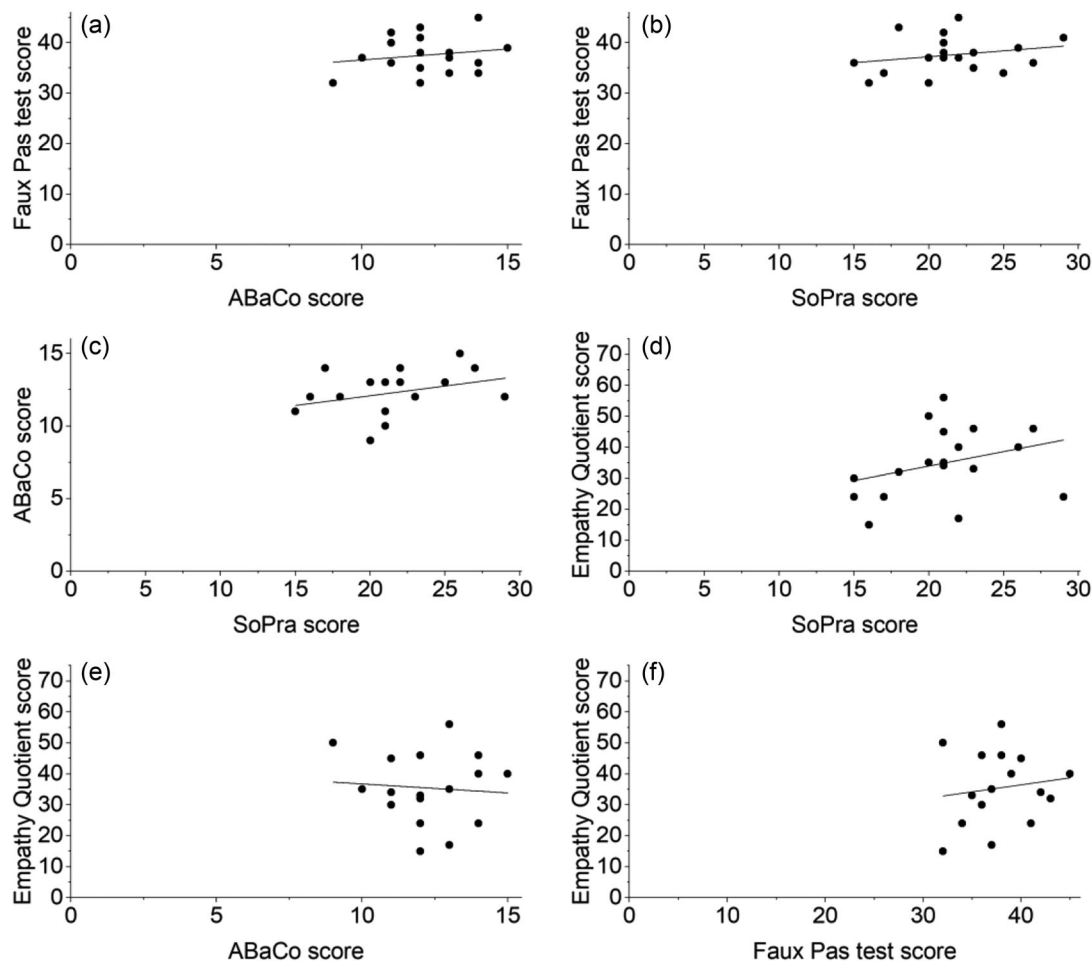 (a)
Faux Pas test score
40
30
20
10
0
0 5 10 15
ABaCo score
(b)
Faux Pas test score
40
30
20
10
0
0 5 10 15 20 25 30
SoPra score
(c)
ABaCo score
15
10
5
0
0 5 10 15 20 25 30
SoPra score
(d)
Empathy Quotient score
70
60
50
40
30
20
10
0
0 5 10 15 20 25 30
SoPra score
(e)
Empathy Quotient score
70
60
50
40
30
20
10
0
0 5 10 15
ABaCo score
(f)
Empathy Quotient score
70
60
50
40
30
20
10
0
0 10 20 30 40
Faux Pas test score